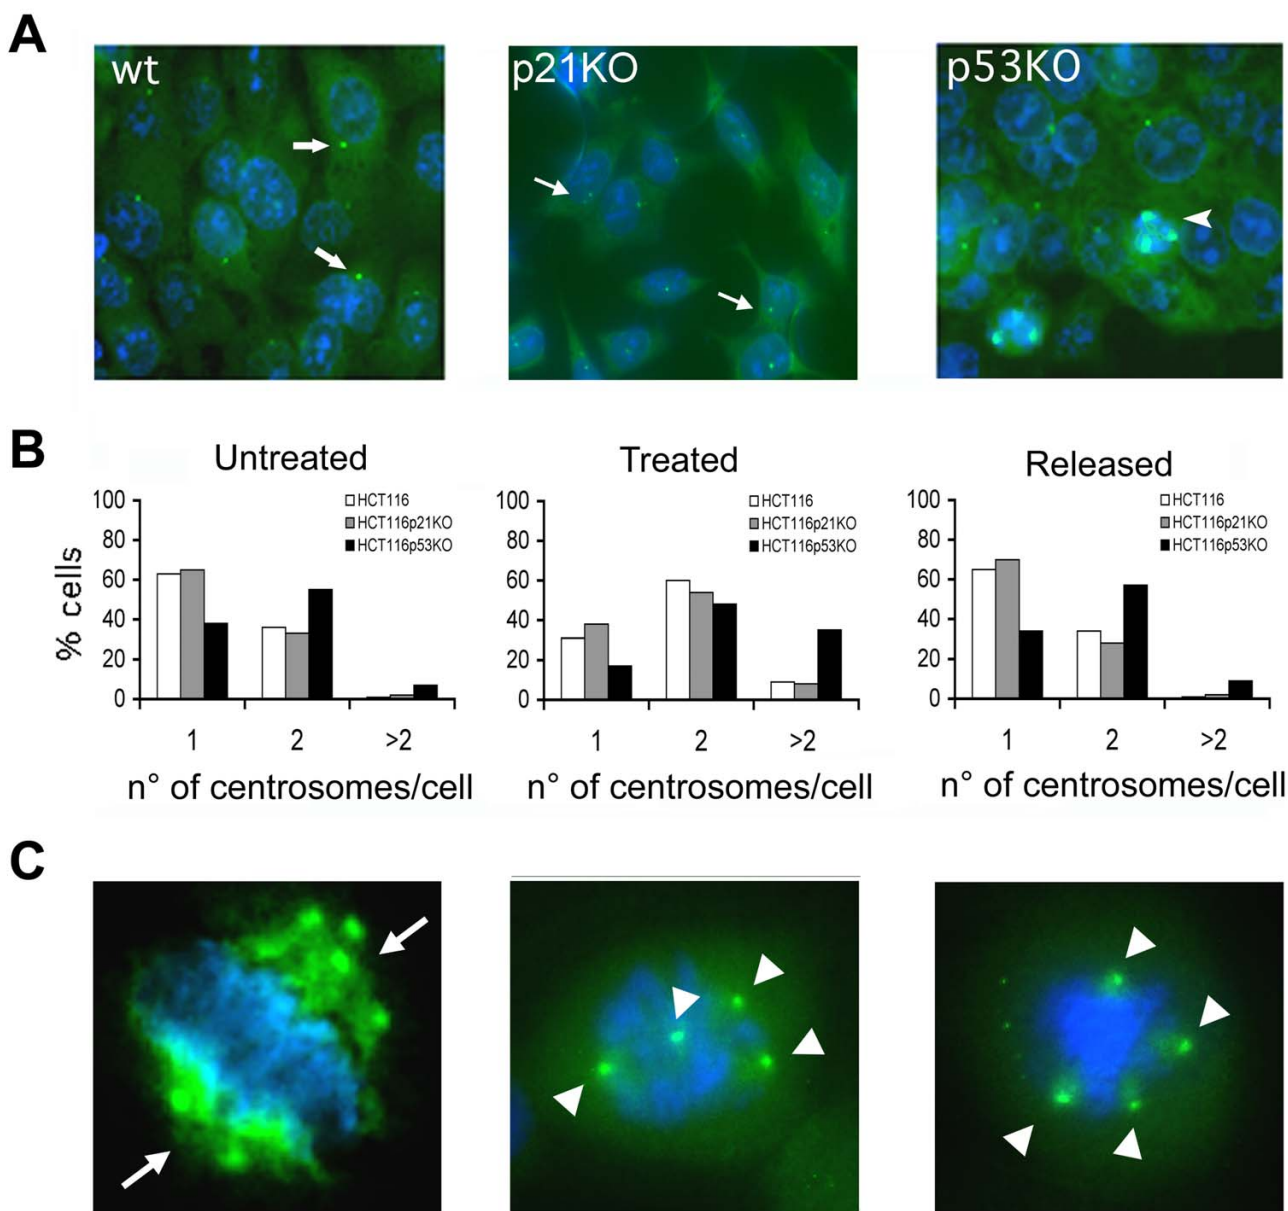 A
wt
p21KO
p53KO
B
Untreated
Treated
Released
% cells
100
80
60
40
20
0
HCT116
HCT116p21KO
HCT116p53KO
1
2
>2
n° of centrosomes/cell
100
80
60
40
20
0
HCT116
HCT116p21KO
HCT116p53KO
1
2
>2
n° of centrosomes/cell
100
80
60
40
20
0
HCT116
HCT116p21KO
HCT116p53KO
1
2
>2
n° of centrosomes/cell
C